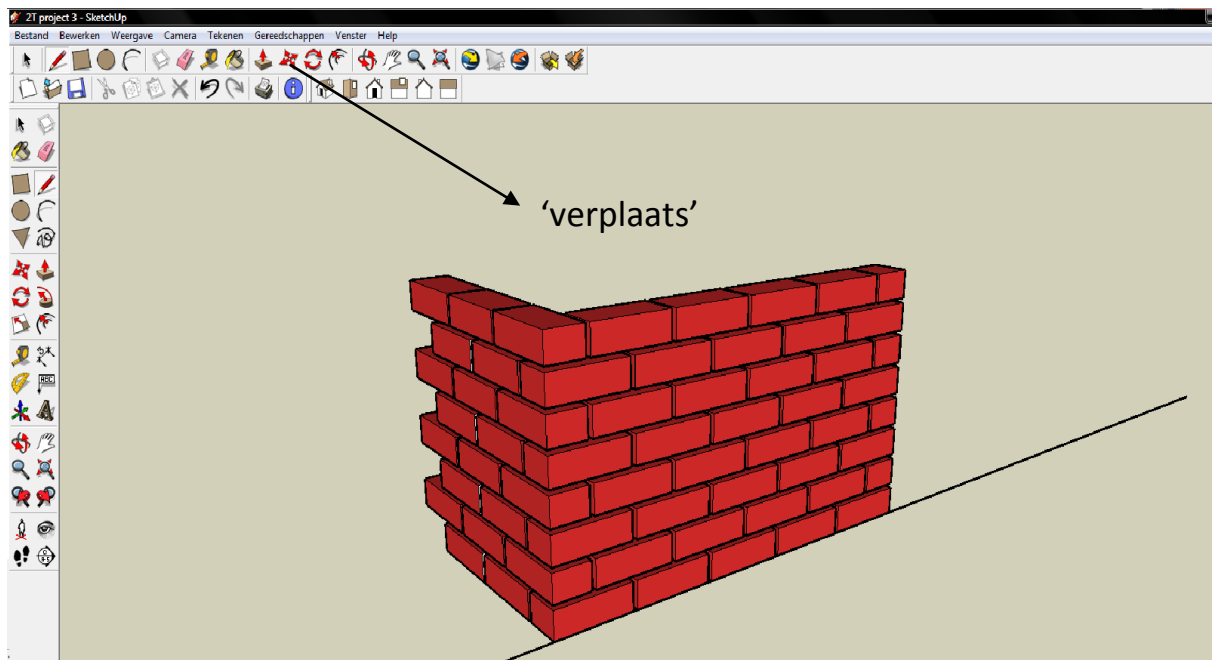 2T project 3 - SketchUp
Bestand Bewerken Weergave Camera Tekenen Gereedschappen Venster Help
‘verplaats’